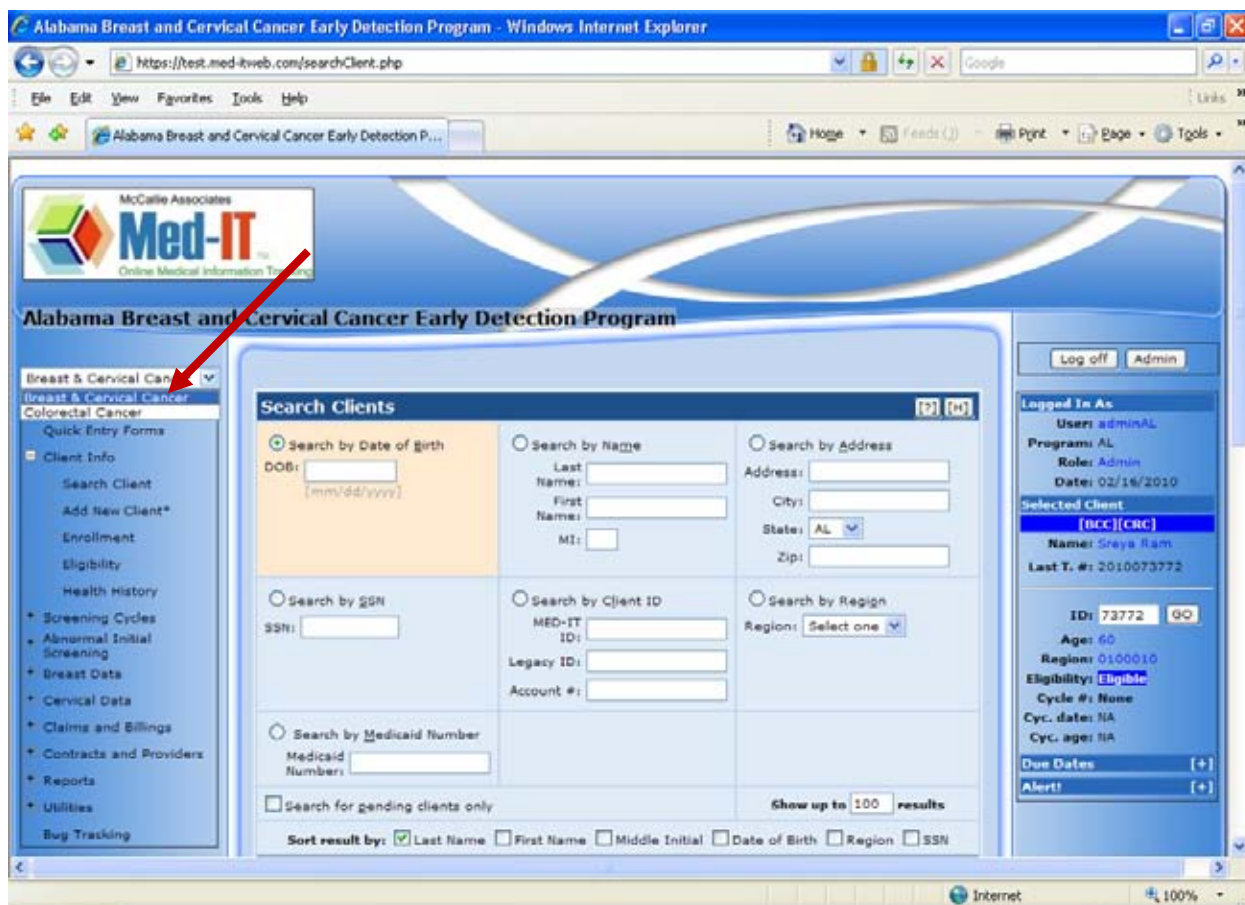 Alabama Breast and Cervical Cancer Early Detection Program - Windows Internet Explorer
https://test.med-itweb.com/searchClient.php
Google
File Edit View Favorites Tools Help
Links
Alabama Breast and Cervical Cancer Early Detection P...
Home Feeds (J) Print Page Tools
McCallie Associates
Med-IT
Online Medical Information Tracking
Alabama Breast and Cervical Cancer Early Detection Program
Breast & Cervical Can
Breast & Cervical Cancer
Colorectal Cancer
Quick Entry Forms
Client Info
Search Client
Add New Client*
Enrollment
Eligibility
Health History
Screening Cycles
Abnormal Initial
Screening
Breast Data
Cervical Data
Claims and Billings
Contracts and Providers
Reports
Utilities
Bug Tracking
Search Clients [?] [H]
Search by Date of Birth
DOB:
[mm/dd/yyyy]
Search by Name
Last
Name:
First
Name:
MI:
Search by Address
Address:
City:
State: AL
Zip:
Search by SSN
SSN:
Search by Client ID
MED-IT
ID:
Legacy ID:
Account #:
Search by Region
Region: Select one
Search by Medicaid Number
Medicaid
Number:
Search for pending clients only
Show up to 100 results
Sort result by: Last Name First Name Middle Initial Date of Birth Region SSN
Log off Admin
Logged In As
User: adminAL
Program: AL
Role: Admin
Date: 02/16/2010
Selected Client
[BCC][CRC]
Name: Sreya Ram
Last T. #: 2010073772
ID: 73772 GO
Age: 60
Region: 0100010
Eligibility: Eligible
Cycle #: None
Cyc. date: NA
Cyc. age: NA
Due Dates [+]
Alert! [+]
Internet
100%